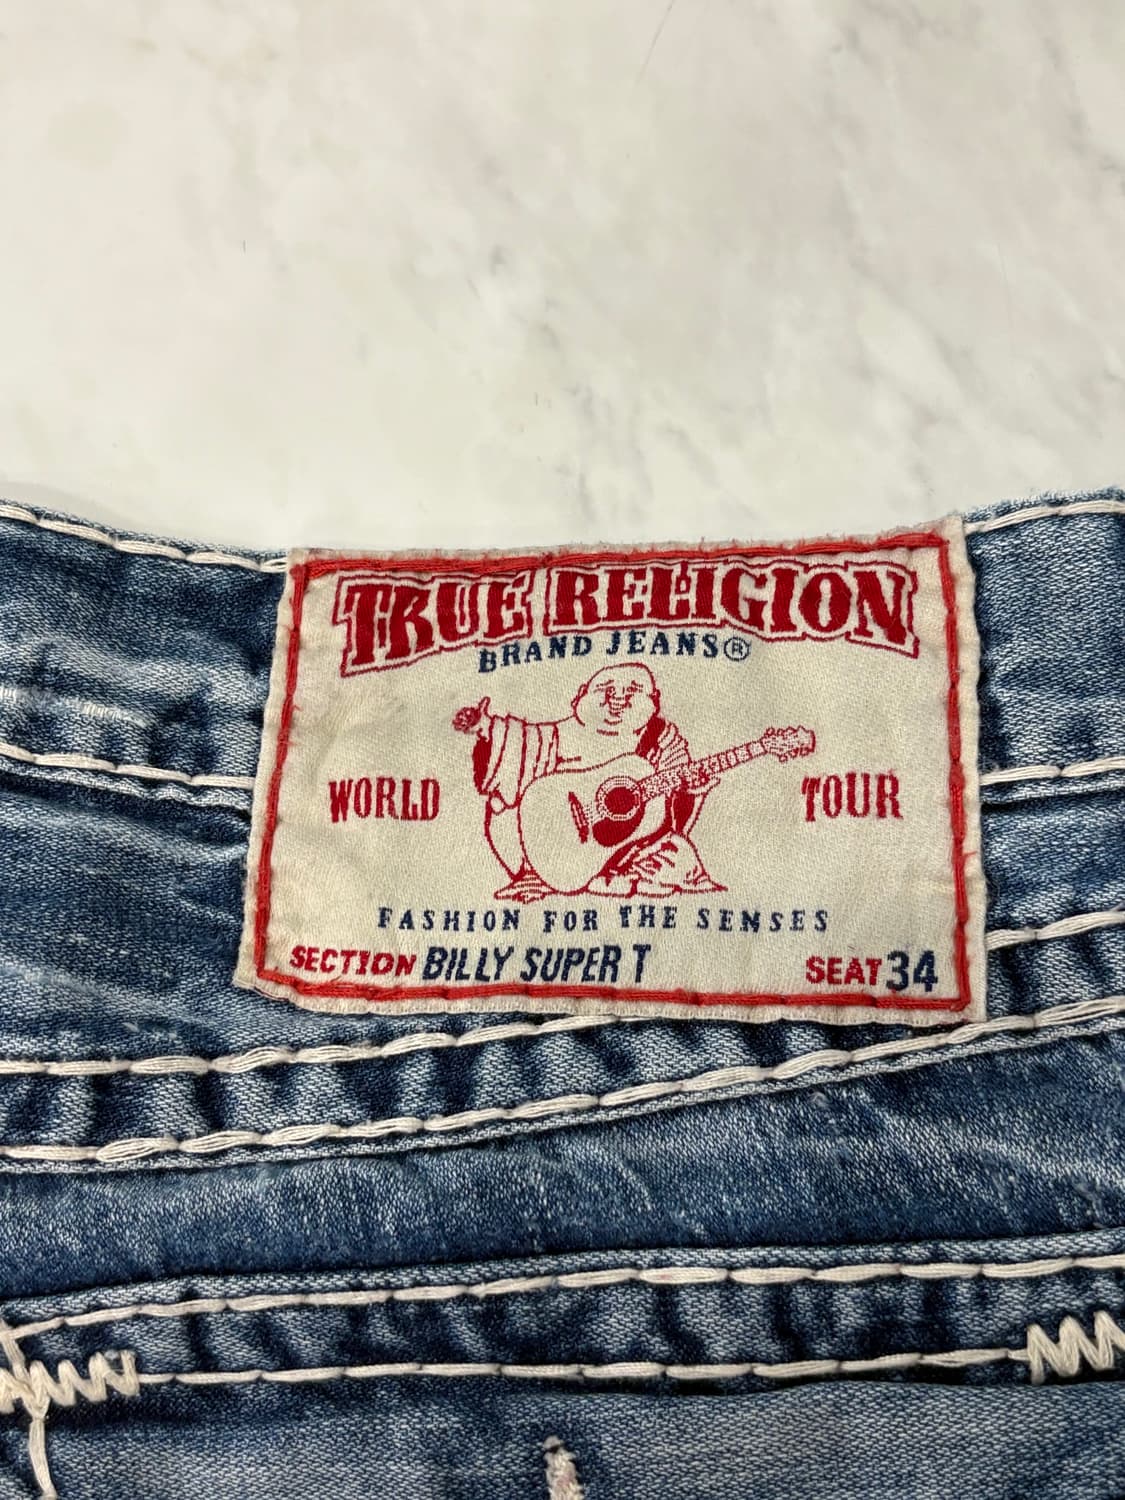 TRUE RELIGION
BRAND JEANS®
WORLD TOUR
FASHION FOR THE SENSES
SECTION BILLY SUPER T SEAT 34